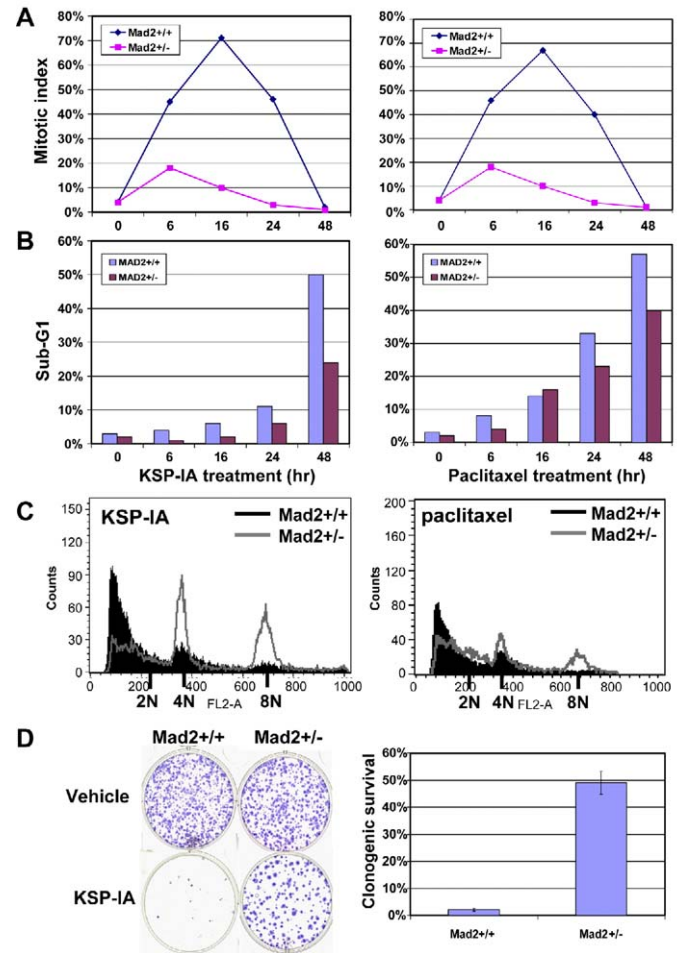 A
Mitotic index
80%
70%
60%
50%
40%
30%
20%
10%
0%
Mad2+/+
Mad2+/-
0 6 16 24 48
80%
70%
60%
50%
40%
30%
20%
10%
0%
Mad2+/+
Mad2+/-
0 6 16 24 48
B
Sub-G1
60%
50%
40%
30%
20%
10%
0%
MAD2+/+
MAD2+/-
0 6 16 24 48
KSP-IA treatment (hr)
60%
50%
40%
30%
20%
10%
0%
MAD2+/+
MAD2+/-
0 6 16 24 48
Paclitaxel treatment (hr)
C
KSP-IA
Mad2+/+
Mad2+/-
Counts
150
120
90
60
30
0
0 200 400 600 800 1000
2N 4N FL2-A 8N
paclitaxel
Mad2+/+
Mad2+/-
Counts
200
160
120
80
40
0
0 200 400 600 800 1000
2N 4N FL2-A 8N
D
Mad2+/+ Mad2+/-
Vehicle
KSP-IA
Clonogenic survival
60%
50%
40%
30%
20%
10%
0%
Mad2+/+ Mad2+/-